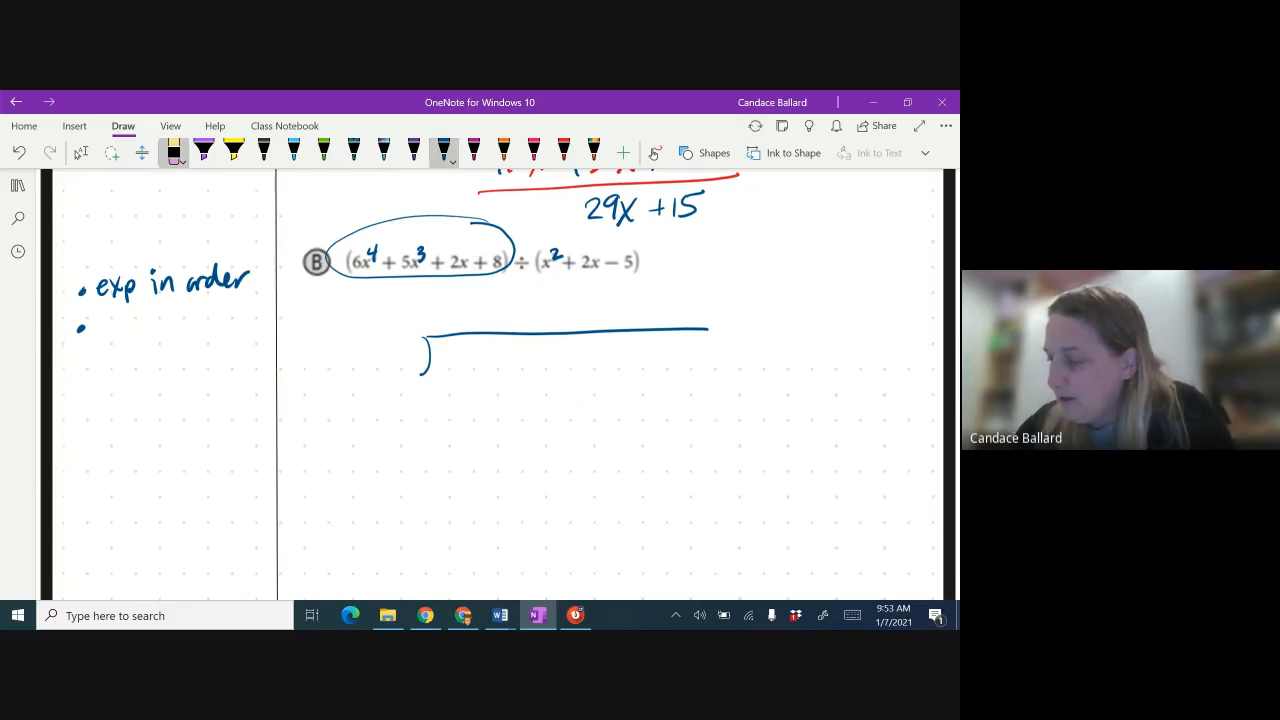 OneNote for Windows 10
Candace Ballard
Home Insert Draw View Help Class Notebook
Share
Shapes Ink to Shape Ink to Text
29x + 15
B (6x⁴ + 5x³ + 2x + 8) ÷ (x² + 2x − 5)
• exp in order
•
Candace Ballard
Type here to search
9:53 AM
1/7/2021
1